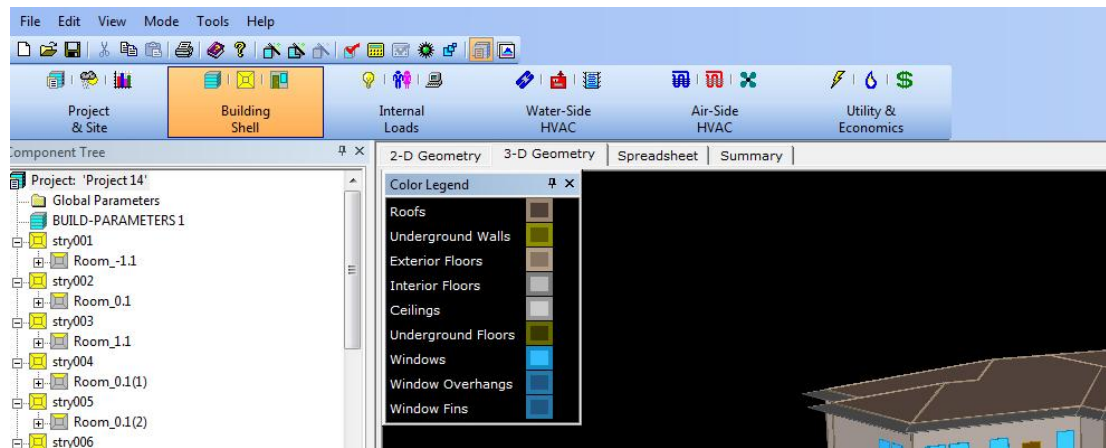 File Edit View Mode Tools Help
Project & Site
Building Shell
Internal Loads
Water-Side HVAC
Air-Side HVAC
Utility & Economics
Component Tree
Project: 'Project 14'
Global Parameters
BUILD-PARAMETERS 1
stry001
Room_-1.1
stry002
Room_0.1
stry003
Room_1.1
stry004
Room_0.1(1)
stry005
Room_0.1(2)
stry006
2-D Geometry 3-D Geometry Spreadsheet Summary
Color Legend
Roofs
Underground Walls
Exterior Floors
Interior Floors
Ceilings
Underground Floors
Windows
Window Overhangs
Window Fins